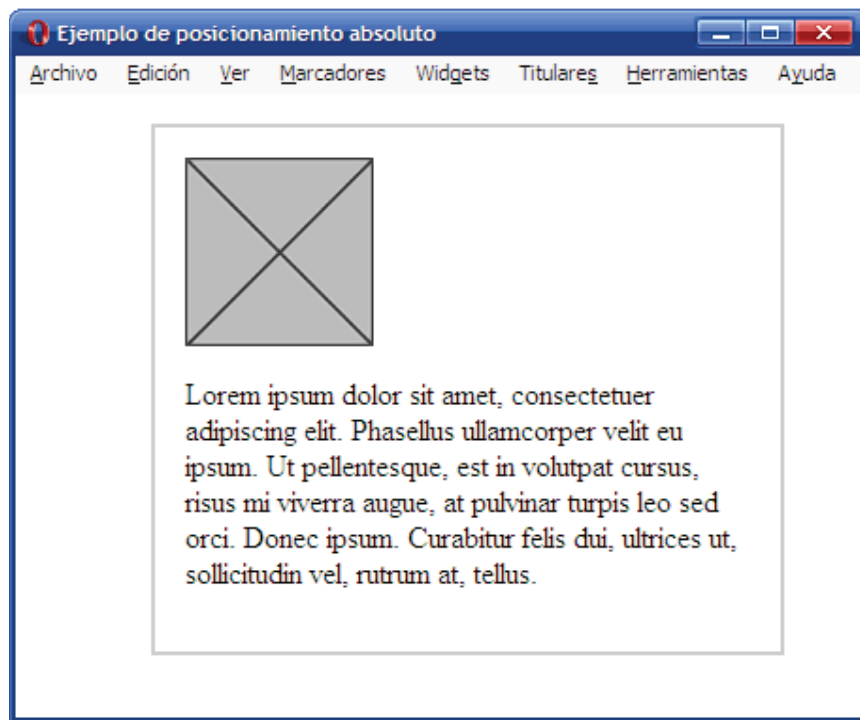 Ejemplo de posicionamiento absoluto
Archivo Edición Ver Marcadores Widgets Titulares Herramientas Ayuda
Lorem ipsum dolor sit amet, consectetuer
adipiscing elit. Phasellus ullamcorper velit eu
ipsum. Ut pellentesque, est in volutpat cursus,
risus mi viverra augue, at pulvinar turpis leo sed
orci. Donec ipsum. Curabitur felis dui, ultrices ut,
sollicitudin vel, rutrum at, tellus.